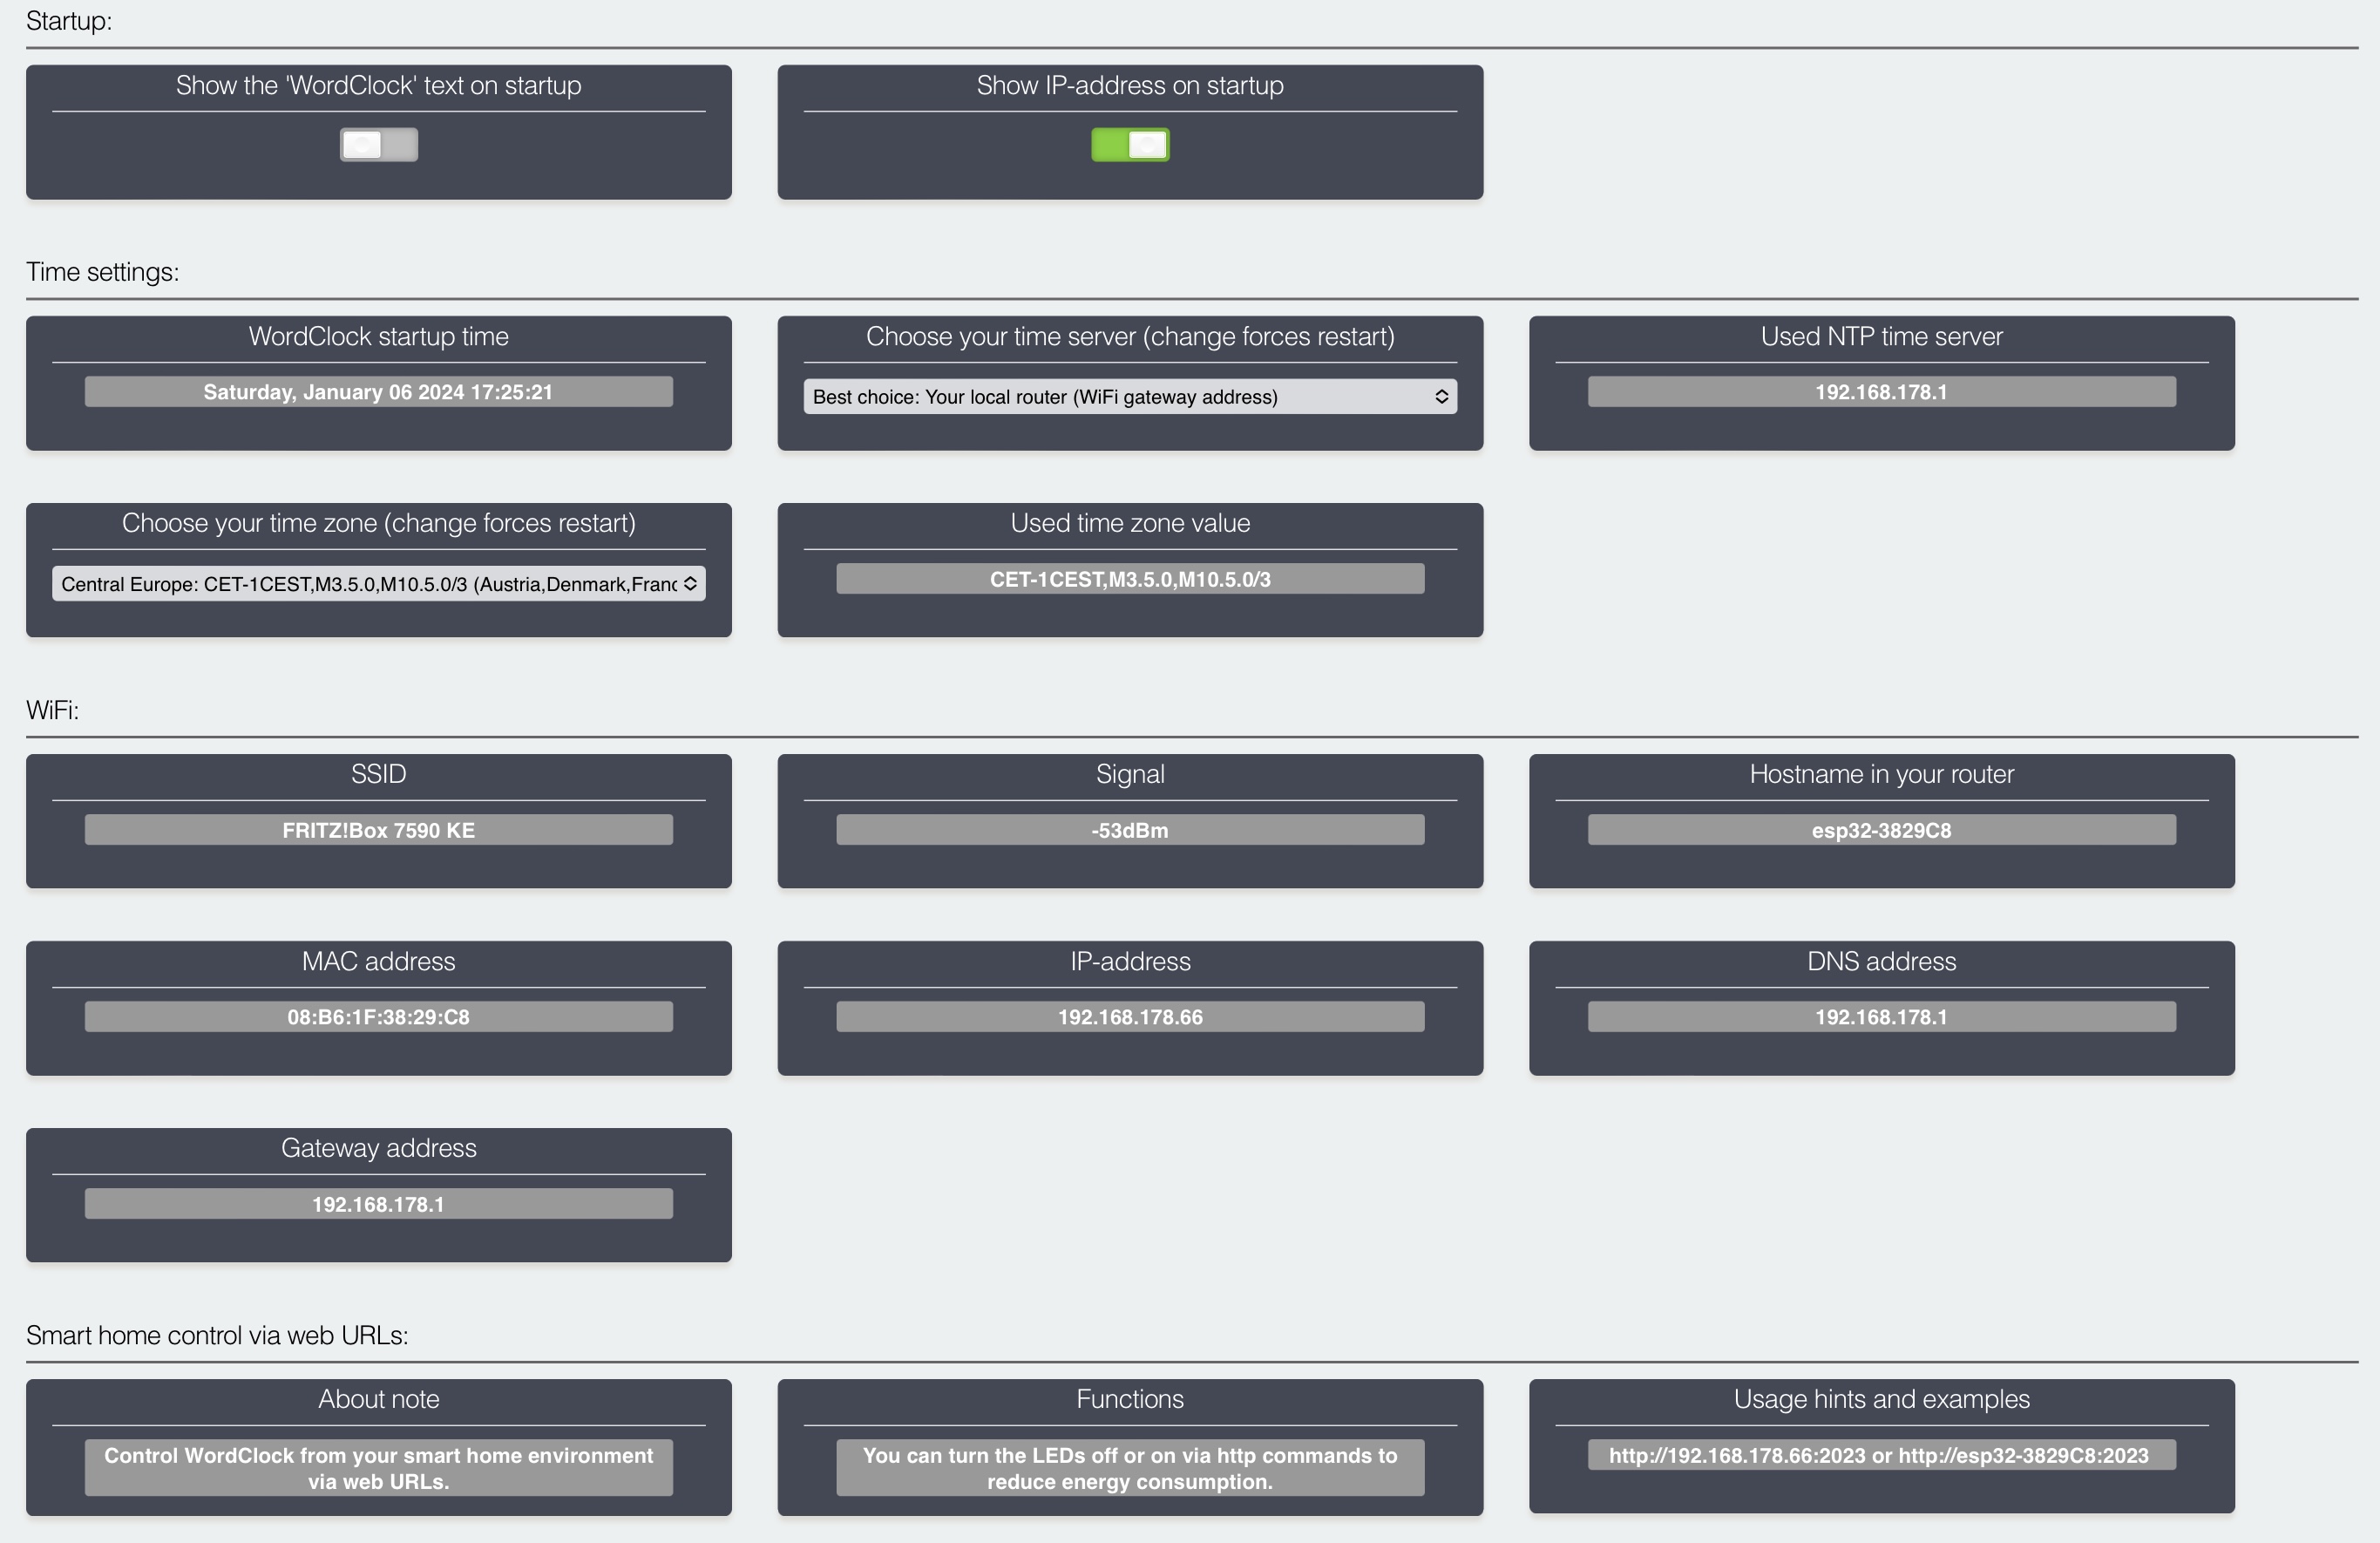 Startup:
Show the 'WordClock' text on startup
Show IP-address on startup
Time settings:
WordClock startup time
Saturday, January 06 2024 17:25:21
Choose your time server (change forces restart)
Best choice: Your local router (WiFi gateway address)
Used NTP time server
192.168.178.1
Choose your time zone (change forces restart)
Central Europe: CET-1CEST,M3.5.0,M10.5.0/3 (Austria,Denmark,Franc
Used time zone value
CET-1CEST,M3.5.0,M10.5.0/3
WiFi:
SSID
FRITZ!Box 7590 KE
Signal
-53dBm
Hostname in your router
esp32-3829C8
MAC address
08:B6:1F:38:29:C8
IP-address
192.168.178.66
DNS address
192.168.178.1
Gateway address
192.168.178.1
Smart home control via web URLs:
About note
Control WordClock from your smart home environment
via web URLs.
Functions
You can turn the LEDs off or on via http commands to
reduce energy consumption.
Usage hints and examples
http://192.168.178.66:2023 or http://esp32-3829C8:2023